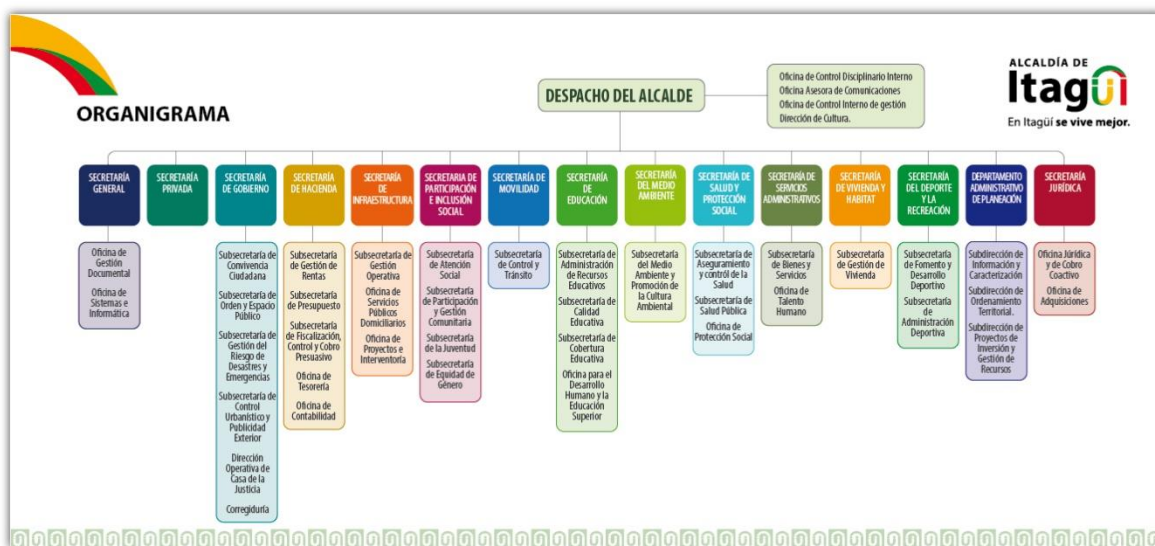 ORGANIGRAMA
DESPACHO DEL ALCALDE
Oficina de Control Disciplinario Interno
Oficina Asesora de Comunicaciones
Oficina de Control Interno de gestión
Dirección de Cultura.
ALCALDÍA DE
Itagüí
En Itagüí se vive mejor.
SECRETARÍA
GENERAL
Oficina de
Gestión
Documental
Oficina de
Sistemas e
Informática
SECRETARÍA
PRIVADA
SECRETARÍA
DE GOBIERNO
Subsecretaría de
Convivencia
Ciudadana
Subsecretaría de
Orden y Espacio
Público
Subsecretaría de
Gestión del
Riesgo de
Desastres y
Emergencias
Subsecretaría de
Control
Urbanístico y
Publicidad
Exterior
Dirección
Operativa de
Casa de la
Justicia
Corregiduría
SECRETARÍA
DE HACIENDA
Subsecretaría
de Gestión de
Rentas
Subsecretaría
de Presupuesto
Subsecretaría
de Fiscalización,
Control y Cobro
Presuasivo
Oficina de
Tesorería
Oficina de
Contabilidad
SECRETARÍA
DE
INFRAESTRUCTURA
Subsecretaría de
Gestión
Operativa
Oficina de
Servicios
Públicos
Domiciliarios
Oficina de
Proyectos e
Interventoría
SECRETARIA DE
PARTICIPACIÓN
E INCLUSIÓN
SOCIAL
Subsecretaría
de Atención
Social
Subsecretaría
de Participación
y Gestión
Comunitaria
Subsecretaría
de la Juventud
Subsecretaría
de Equidad de
Género
SECRETARÍA DE
MOVILIDAD
Subsecretaría
de Control y
Tránsito
SECRETARÍA
DE
EDUCACIÓN
Subsecretaría de
Administración
de Recursos
Educativos
Subsecretaría de
Calidad
Educativa
Subsecretaría de
Cobertura
Educativa
Oficina para el
Desarrollo
Humano y la
Educación
Superior
SECRETARÍA
DEL MEDIO
AMBIENTE
Subsecretaría
del Medio
Ambiente y
Promoción de
la Cultura
Ambiental
SECRETARÍA DE
SALUD Y
PROTECCIÓN
SOCIAL
Subsecretaría de
Aseguramiento
y contról de la
Salud
Subsecretaría de
Salud Pública
Oficina de
Protección Social
SECRETARÍA DE
SERVICIOS
ADMINISTRATIVOS
Subsecretaría
de Bienes y
Servicios
Oficina de
Talento
Humano
SECRETARÍA
DE VIVIENDA Y
HÁBITAT
Subsecretaría
de Gestión de
Vivienda
SECRETARÍA
DEL DEPORTE
Y LA
RECREACIÓN
Subsecretaría
de Fomento y
Desarrollo
Deportivo
Subsecretaría
de
Administración
Deportiva
DEPARTAMENTO
ADMINISTRATIVO
DE PLANEACIÓN
Subdirección de
Información y
Caracterización
Subdirección de
Ordenamiento
Territorial.
Subdirección de
Proyectos de
Inversión y
Gestión de
Recursos
SECRETARÍA
JURÍDICA
Oficina Jurídica
y de Cobro
Coactivo
Oficina de
Adquisiciones